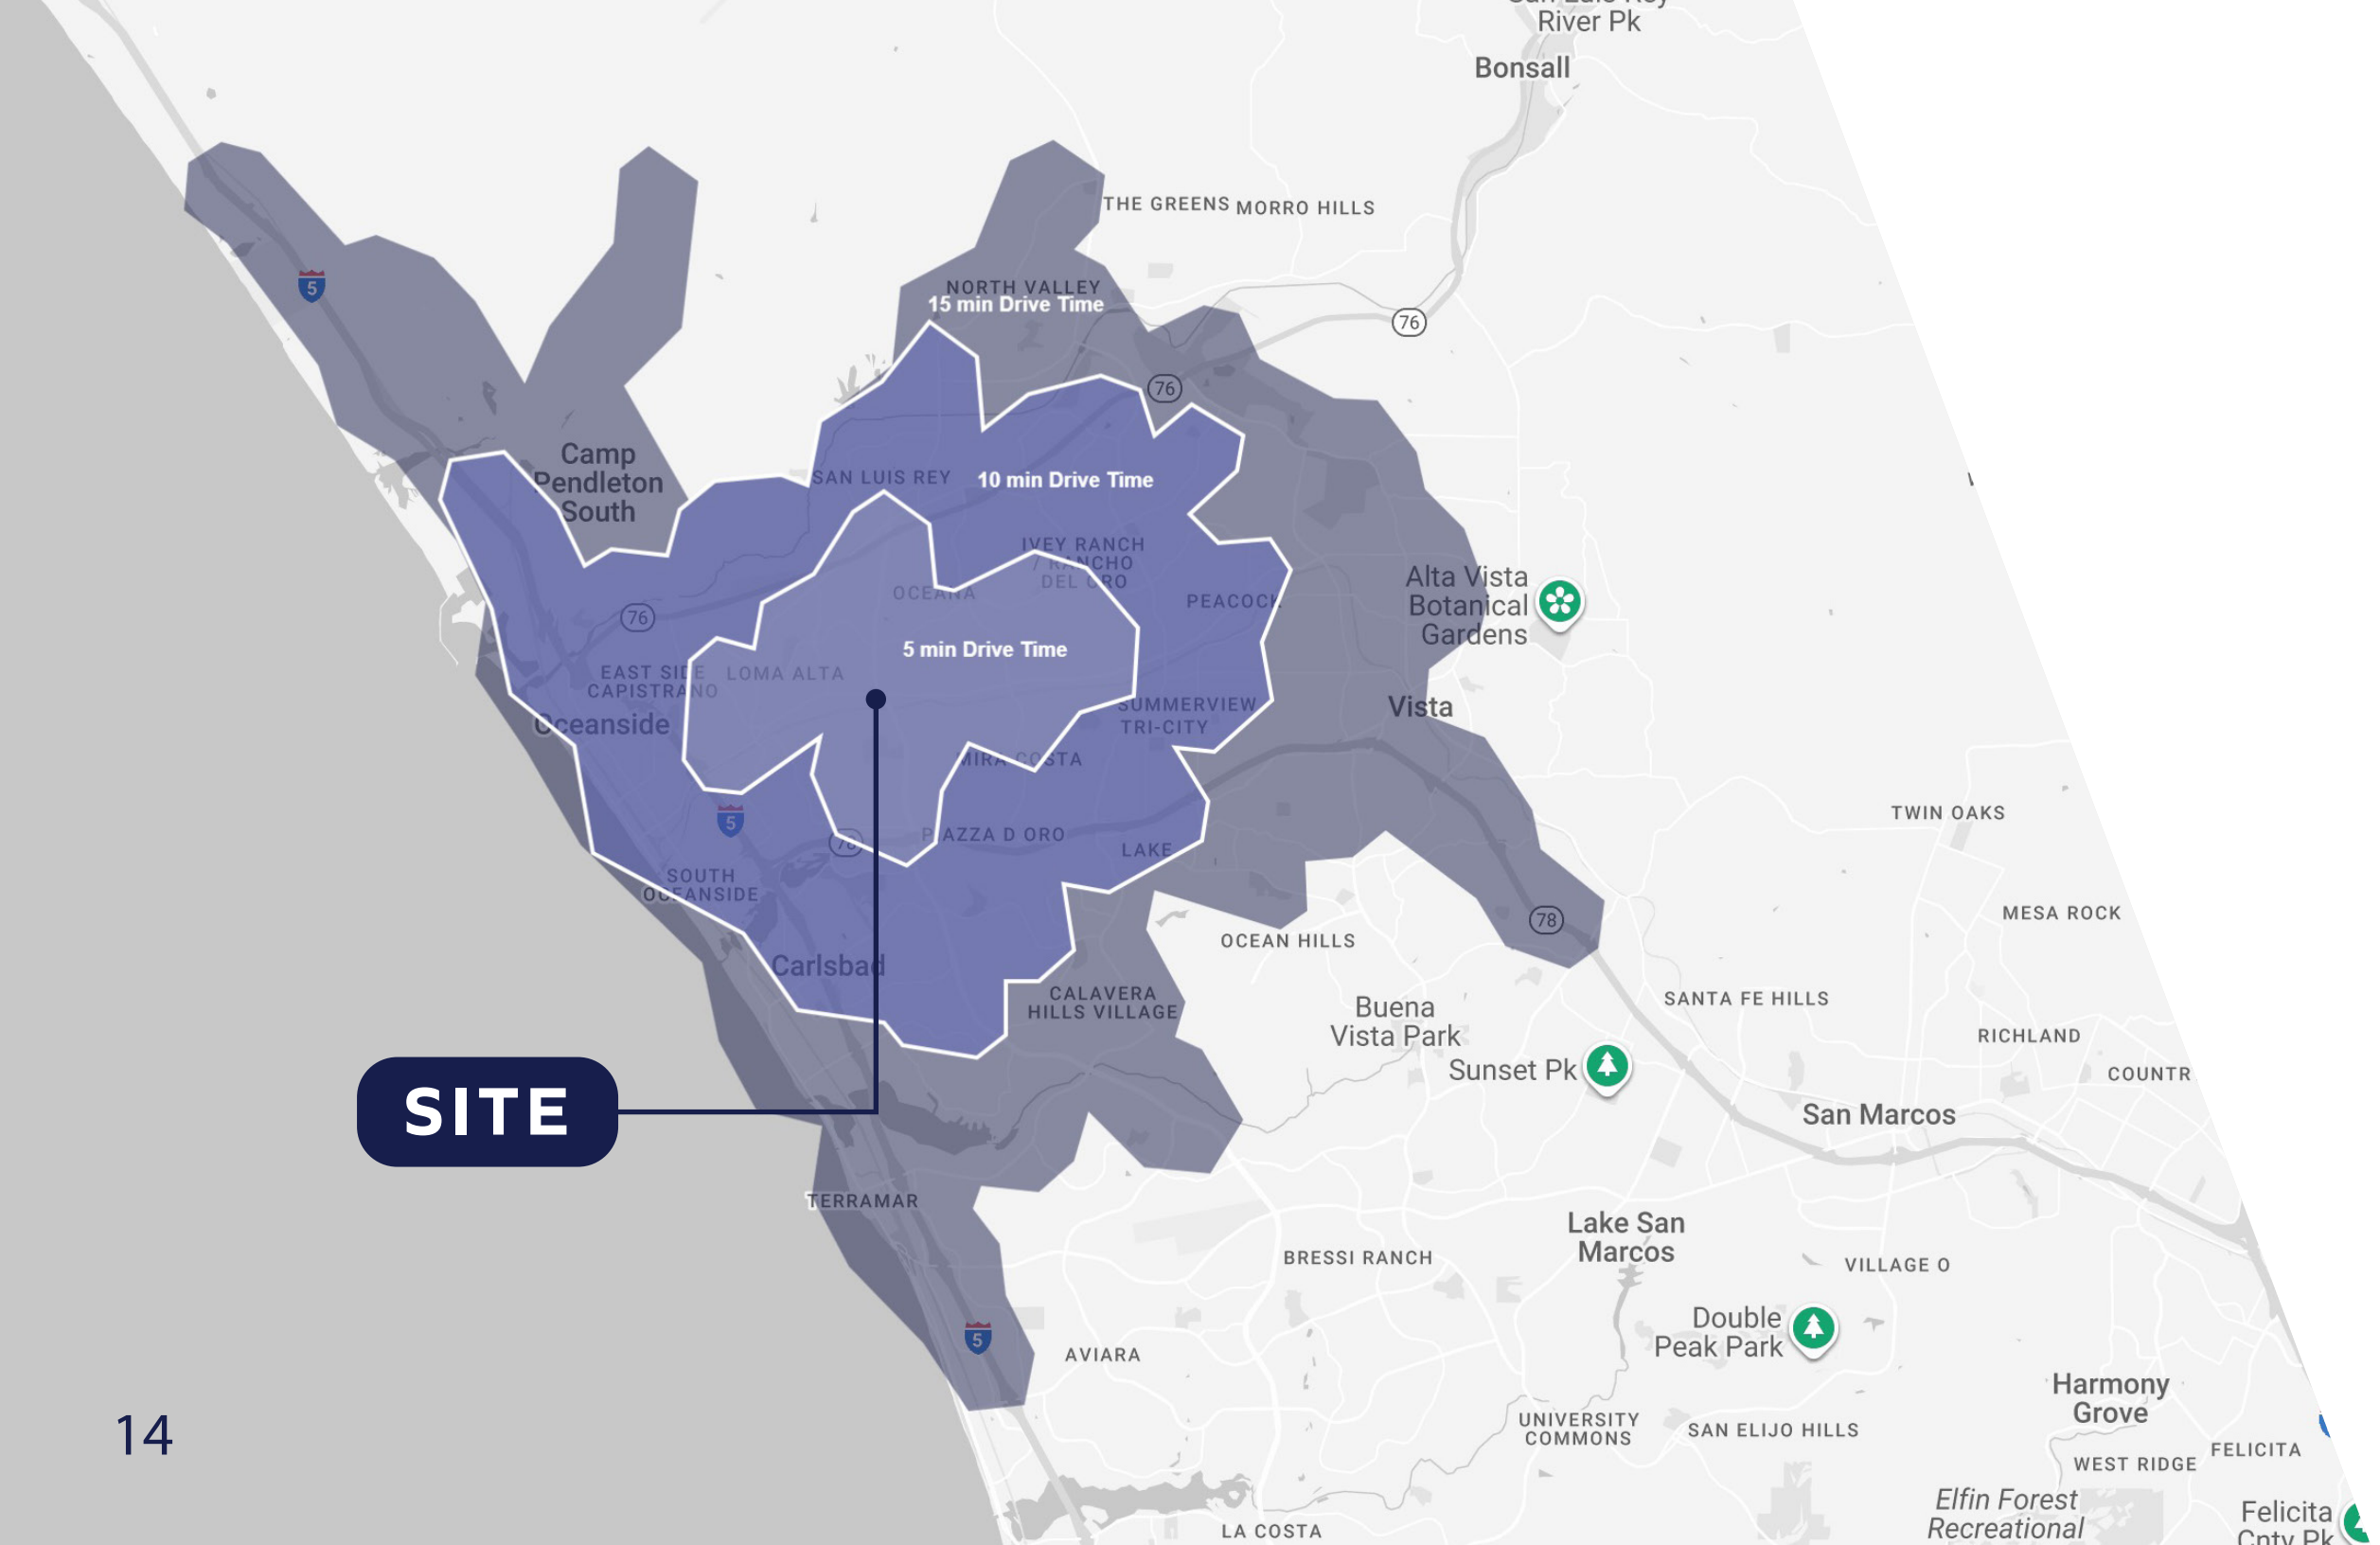 River Pk
Bonsall
THE GREENS
MORRO HILLS
5
NORTH VALLEY
15 min Drive Time
76
76
Camp
Pendleton
South
SAN LUIS REY
10 min Drive Time
IVEY RANCH
/ RANCHO
DEL ORO
OCEANA
PEACOCK
Alta Vista
Botanical
Gardens
76
5 min Drive Time
EAST SIDE
CAPISTRANO
LOMA ALTA
Oceanside
SUMMERVIEW
TRI-CITY
Vista
MIRA COSTA
5
78
PIAZZA D ORO
LAKE
TWIN OAKS
SOUTH
OCEANSIDE
MESA ROCK
78
OCEAN HILLS
Carlsbad
CALAVERA
HILLS VILLAGE
Buena
Vista Park
SANTA FE HILLS
RICHLAND
Sunset Pk
COUNTR
SITE
San Marcos
TERRAMAR
Lake San
Marcos
BRESSI RANCH
VILLAGE O
Double
Peak Park
5
AVIARA
Harmony
Grove
UNIVERSITY
COMMONS
SAN ELIJO HILLS
14
FELICITA
WEST RIDGE
Elfin Forest
Recreational
Felicita
Cnty Pk
LA COSTA